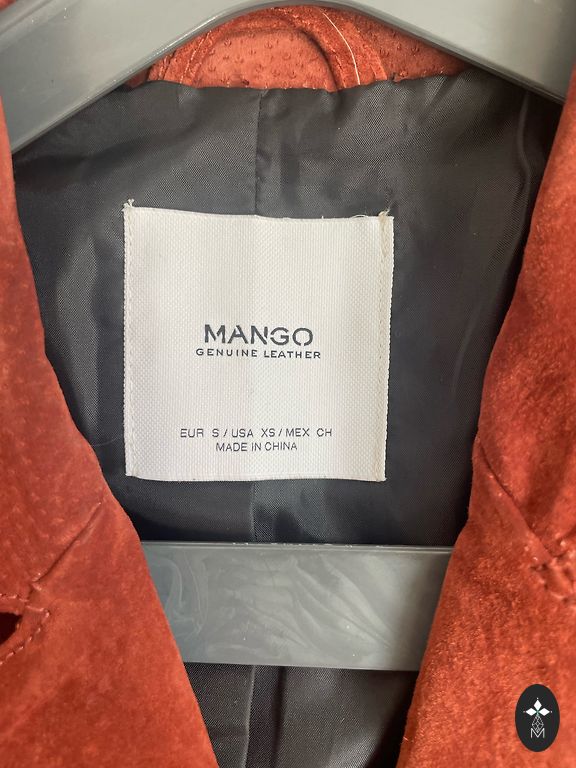 MANGO
GENUINE LEATHER
EUR S / USA XS / MEX CH
MADE IN CHINA
M